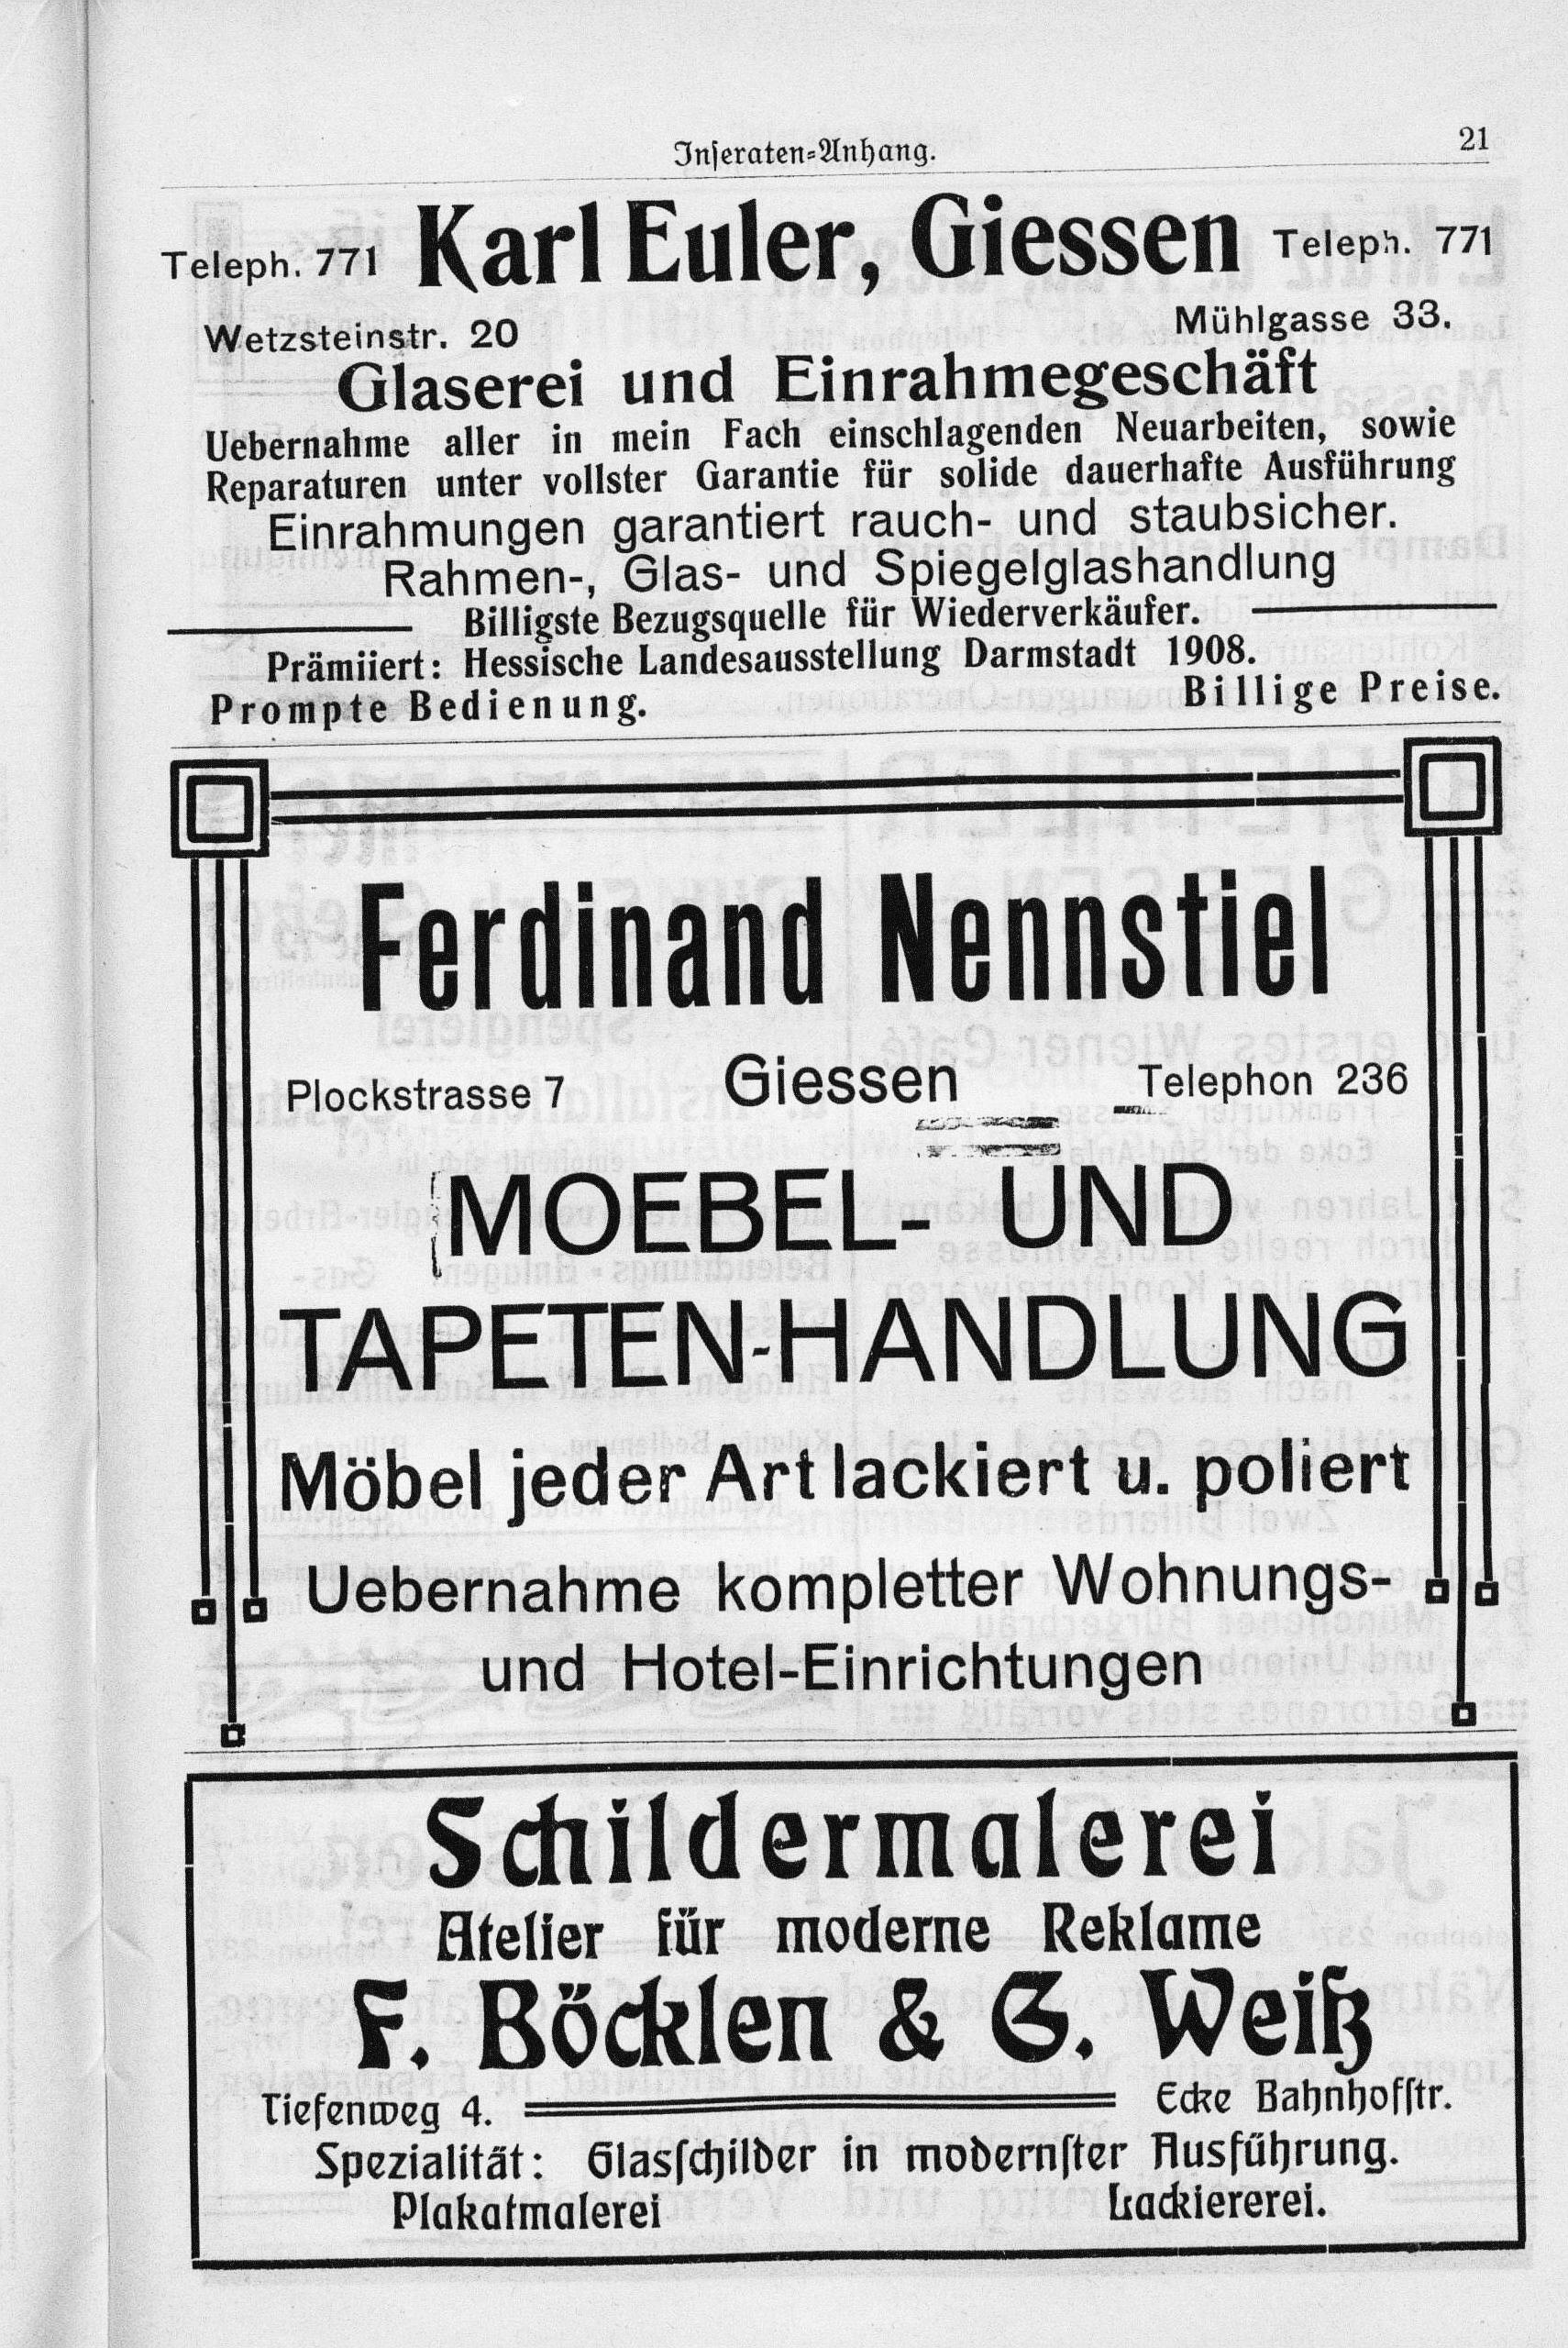 Inseraten-Anhang.
21
Teleph. 771 Karl Euler, Giessen Teleph. 771
Wetzsteinstr. 20 Mühlgasse 33.
Glaserei und Einrahmegeschäft
Uebernahme aller in mein Fach einschlagenden Neuarbeiten, sowie
Reparaturen unter vollster Garantie für solide dauerhafte Ausführung
Einrahmungen garantiert rauch- und staubsicher.
Rahmen-, Glas- und Spiegelglashandlung
Billigste Bezugsquelle für Wiederverkäufer.
Prämiiert: Hessische Landesausstellung Darmstadt 1908.
Prompte Bedienung. Billige Preise.
Ferdinand Nennstiel
Plockstrasse 7 Giessen Telephon 236
MOEBEL- UND
TAPETEN-HANDLUNG
Möbel jeder Art lackiert u. poliert
Uebernahme kompletter Wohnungs-
und Hotel-Einrichtungen
Schildermalerei
Atelier für moderne Reklame
F. Böcklen & G. Weiß
Tiefenweg 4. Ecke Bahnhofſtr.
Spezialität: Glasſchilder in modernſter Ausführung.
Plakatmalerei Lackiererei.